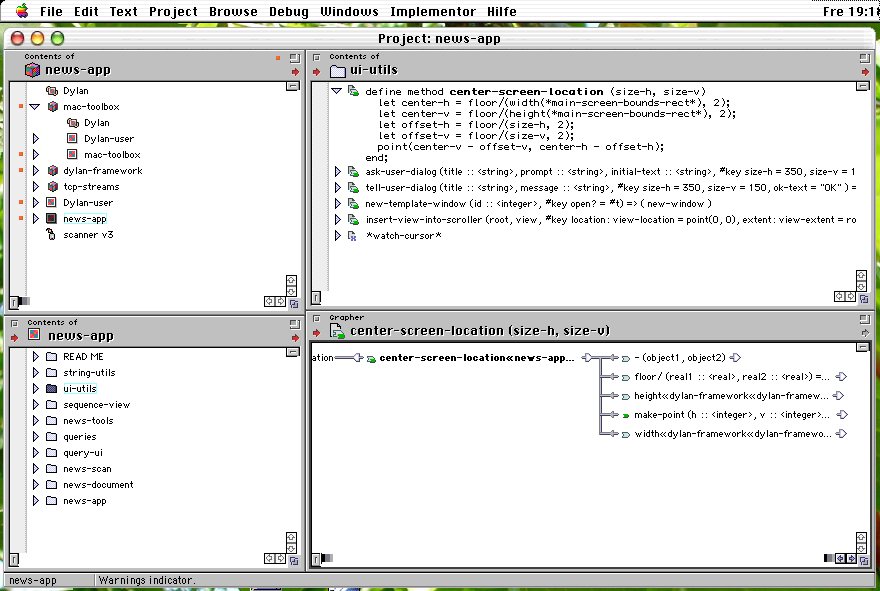 File Edit Text Project Browse Debug Windows Implementor Hilfe Fre 19:18
Project: news-app
Contents of
news-app
Dylan
mac-toolbox
Dylan
Dylan-user
mac-toolbox
dylan-framework
tcp-streams
Dylan-user
news-app
scanner v3
Contents of
ui-utils
define method center-screen-location (size-h, size-v)
let center-h = floor/(width(*main-screen-bounds-rect*), 2);
let center-v = floor/(height(*main-screen-bounds-rect*), 2);
let offset-h = floor/(size-h, 2);
let offset-v = floor/(size-v, 2);
point(center-v - offset-v, center-h - offset-h);
end;
ask-user-dialog (title :: <string>, prompt :: <string>, initial-text :: <string>, #key size-h = 350, size-v = 1
tell-user-dialog (title :: <string>, message :: <string>, #key size-h = 350, size-v = 150, ok-text = "OK" ) =
new-template-window (id :: <integer>, #key open? = #t) => ( new-window )
insert-view-into-scroller (root, view, #key location: view-location = point(0, 0), extent: view-extent = ro
*watch-cursor*
Contents of
news-app
READ ME
string-utils
ui-utils
sequence-view
news-tools
queries
query-ui
news-scan
news-document
news-app
Grapher
center-screen-location (size-h, size-v)
ation
center-screen-location«news-app...
- (object1, object2)
floor/ (real1 :: <real>, real2 :: <real>) =...
height«dylan-framework«dylan-framew...
make-point (h :: <integer>, v :: <integer>...
width«dylan-framework«dylan-framewo...
news-app Warnings indicator.